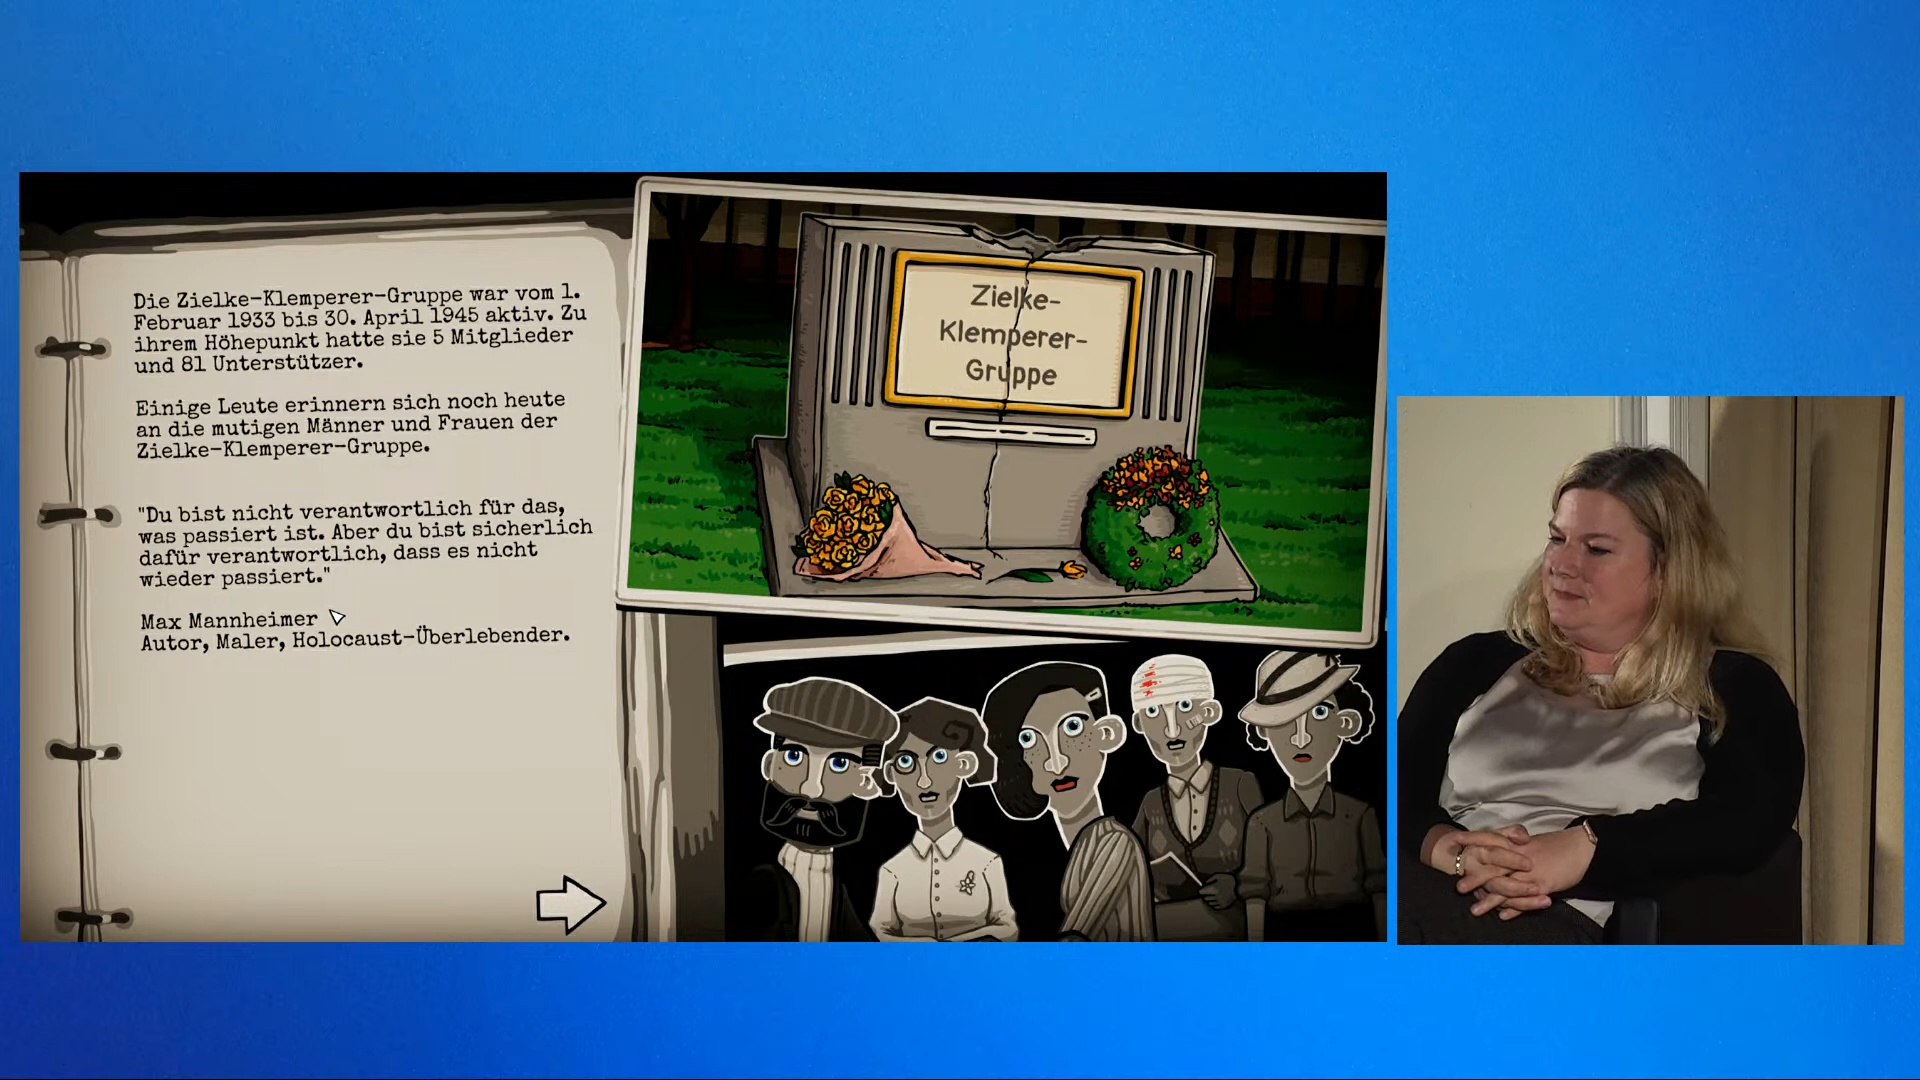 Die Zielke-Klemperer-Gruppe war vom 1.
Februar 1933 bis 30. April 1945 aktiv. Zu
ihrem Höhepunkt hatte sie 5 Mitglieder
und 81 Unterstützer.
Einige Leute erinnern sich noch heute
an die mutigen Männer und Frauen der
Zielke-Klemperer-Gruppe.
"Du bist nicht verantwortlich für das,
was passiert ist. Aber du bist sicherlich
dafür verantwortlich, dass es nicht
wieder passiert."
Max Mannheimer
Autor, Maler, Holocaust-Überlebender.
Zielke-
Klemperer-
Gruppe